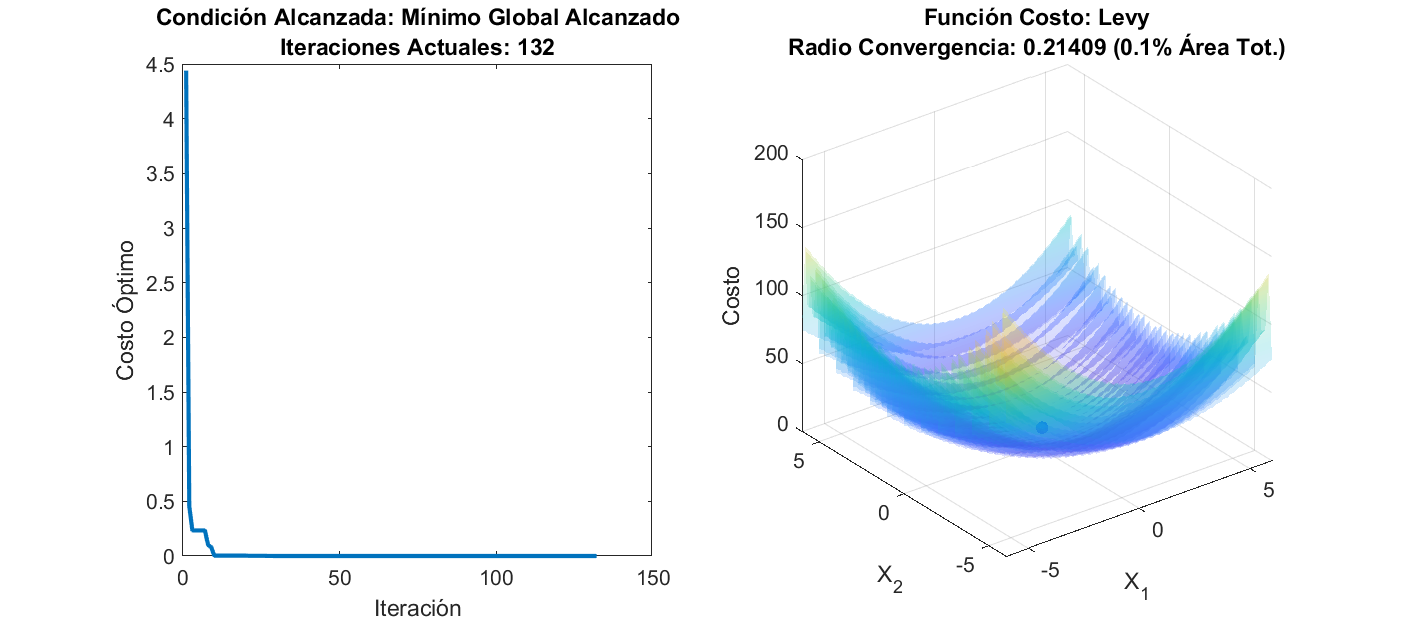 Condición Alcanzada: Mínimo Global Alcanzado
Iteraciones Actuales: 132
4.5
4
3.5
3
2.5
2
1.5
1
0.5
0
Costo Óptimo
0
50
100
150
Iteración
Función Costo: Levy
Radio Convergencia: 0.21409 (0.1% Área Tot.)
200
150
100
50
0
Costo
5
0
-5
X2
-5
0
5
X1